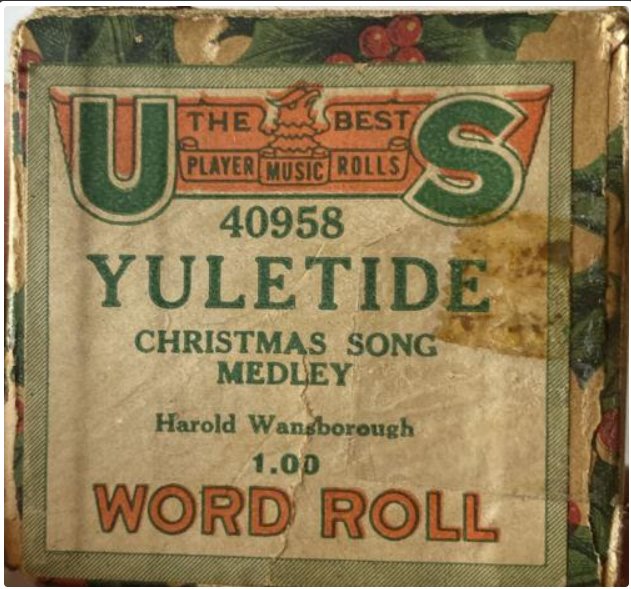 U THE BEST S
PLAYER MUSIC ROLLS
40958
YULETIDE
CHRISTMAS SONG
MEDLEY
Harold Wansborough
1.00
WORD ROLL